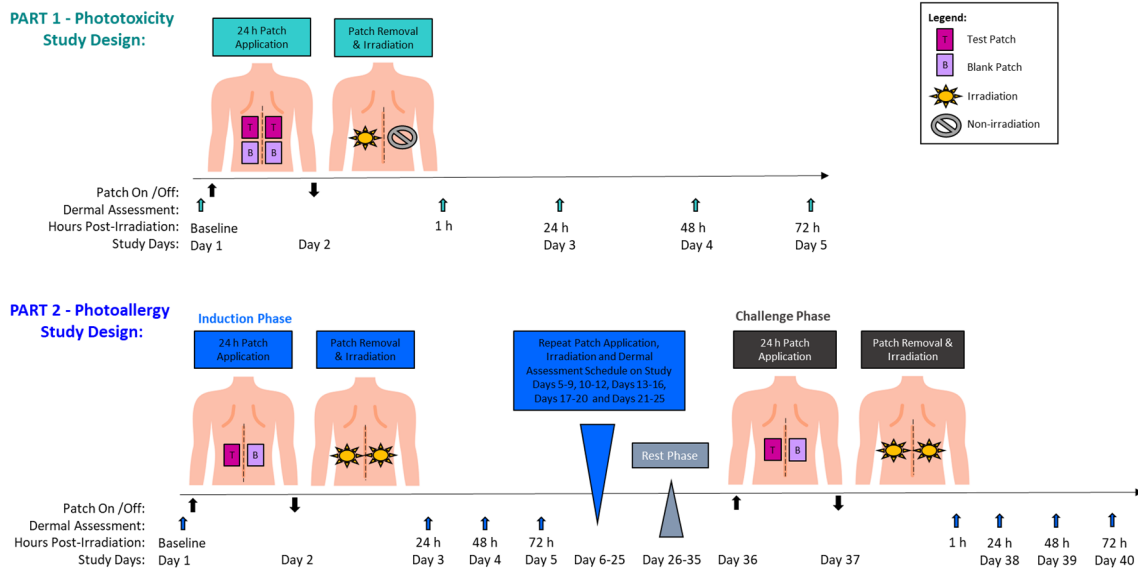 PART 1 - Phototoxicity
Study Design:
24 h Patch
Application
Patch Removal
& Irradiation
Legend:
T Test Patch
B Blank Patch
Irradiation
Non-irradiation
T T
B B
Patch On /Off:
Dermal Assessment:
Hours Post-Irradiation: Baseline 1 h 24 h 48 h 72 h
Study Days: Day 1 Day 2 Day 3 Day 4 Day 5
PART 2 - Photoallergy
Study Design:
Induction Phase
24 h Patch
Application
Patch Removal
& Irradiation
Repeat Patch Application,
Irradiation and Dermal
Assessment Schedule on Study
Days 5-9, 10-12, Days 13-16,
Days 17-20 and Days 21-25
Challenge Phase
24 h Patch
Application
Patch Removal &
Irradiation
T B
Rest Phase
T B
Patch On /Off:
Dermal Assessment:
Hours Post-Irradiation: Baseline 24 h 48 h 72 h 1 h 24 h 48 h 72 h
Study Days: Day 1 Day 2 Day 3 Day 4 Day 5 Day 6-25 Day 26-35 Day 36 Day 37 Day 38 Day 39 Day 40